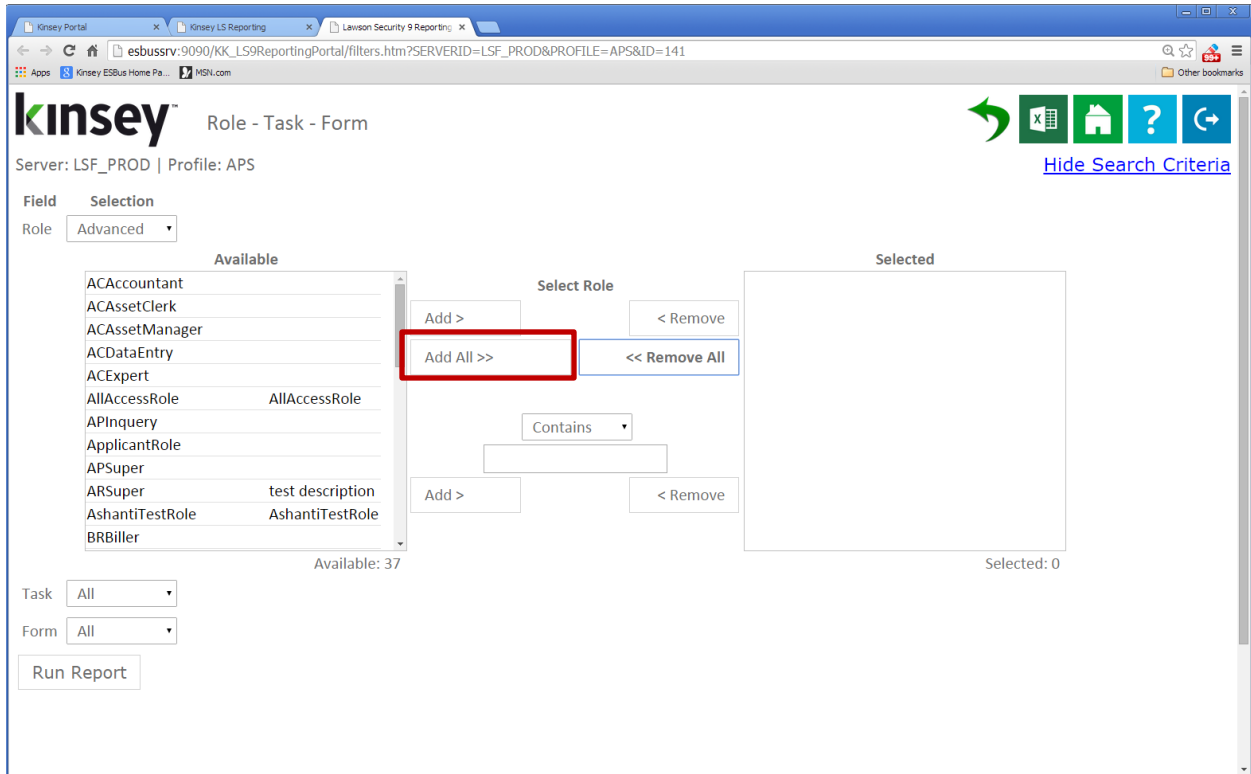 Kinsey Portal × Kinsey LS Reporting × Lawson Security 9 Reporting ×
esbussrv:9090/KK_LS9ReportingPortal/filters.htm?SERVERID=LSF_PROD&PROFILE=APS&ID=141
99+
Apps Kinsey ESBus Home Pa... MSN.com Other bookmarks
kinsey™ Role - Task - Form
Server: LSF_PROD | Profile: APS Hide Search Criteria
Field Selection
Role Advanced
Available Selected
Select Role
ACAccountant
ACAssetClerk
ACAssetManager
ACDataEntry
ACExpert
AllAccessRole AllAccessRole
APInquery
ApplicantRole
APSuper
ARSuper test description
AshantiTestRole AshantiTestRole
BRBiller
Add > < Remove
Add All >> << Remove All
Contains
Add > < Remove
Available: 37 Selected: 0
Task All
Form All
Run Report